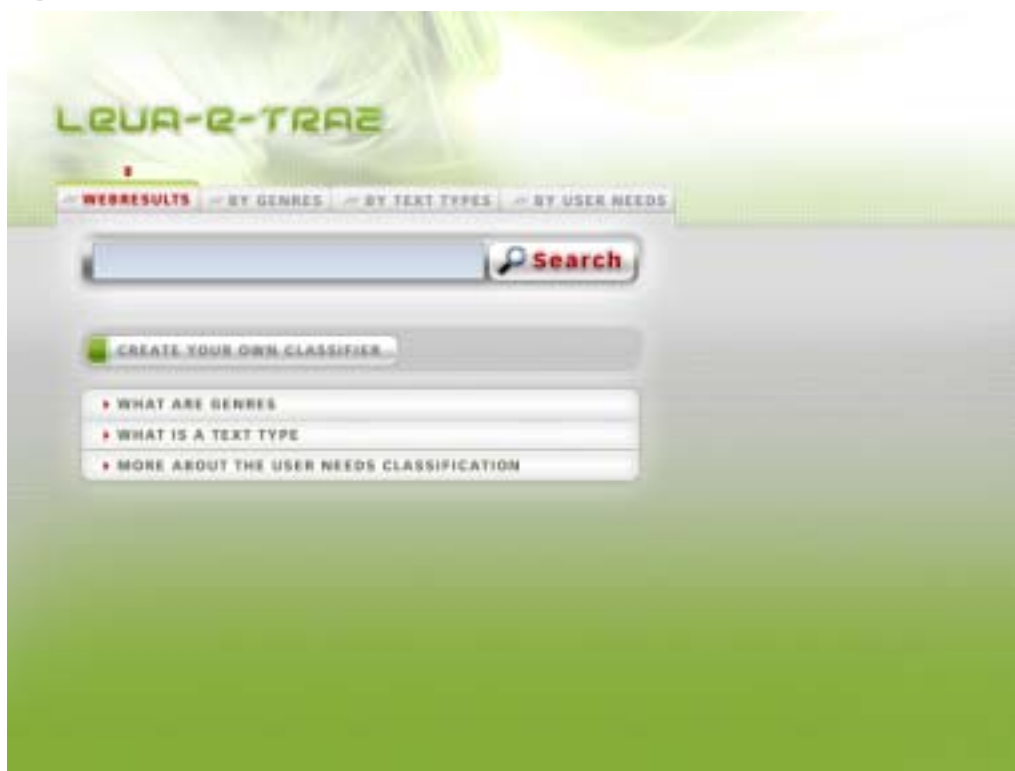 Leva-e-Traz
WEBRESULTS BY GENRES BY TEXT TYPES BY USER NEEDS
Search
CREATE YOUR OWN CLASSIFIER
WHAT ARE GENRES
WHAT IS A TEXT TYPE
MORE ABOUT THE USER NEEDS CLASSIFICATION